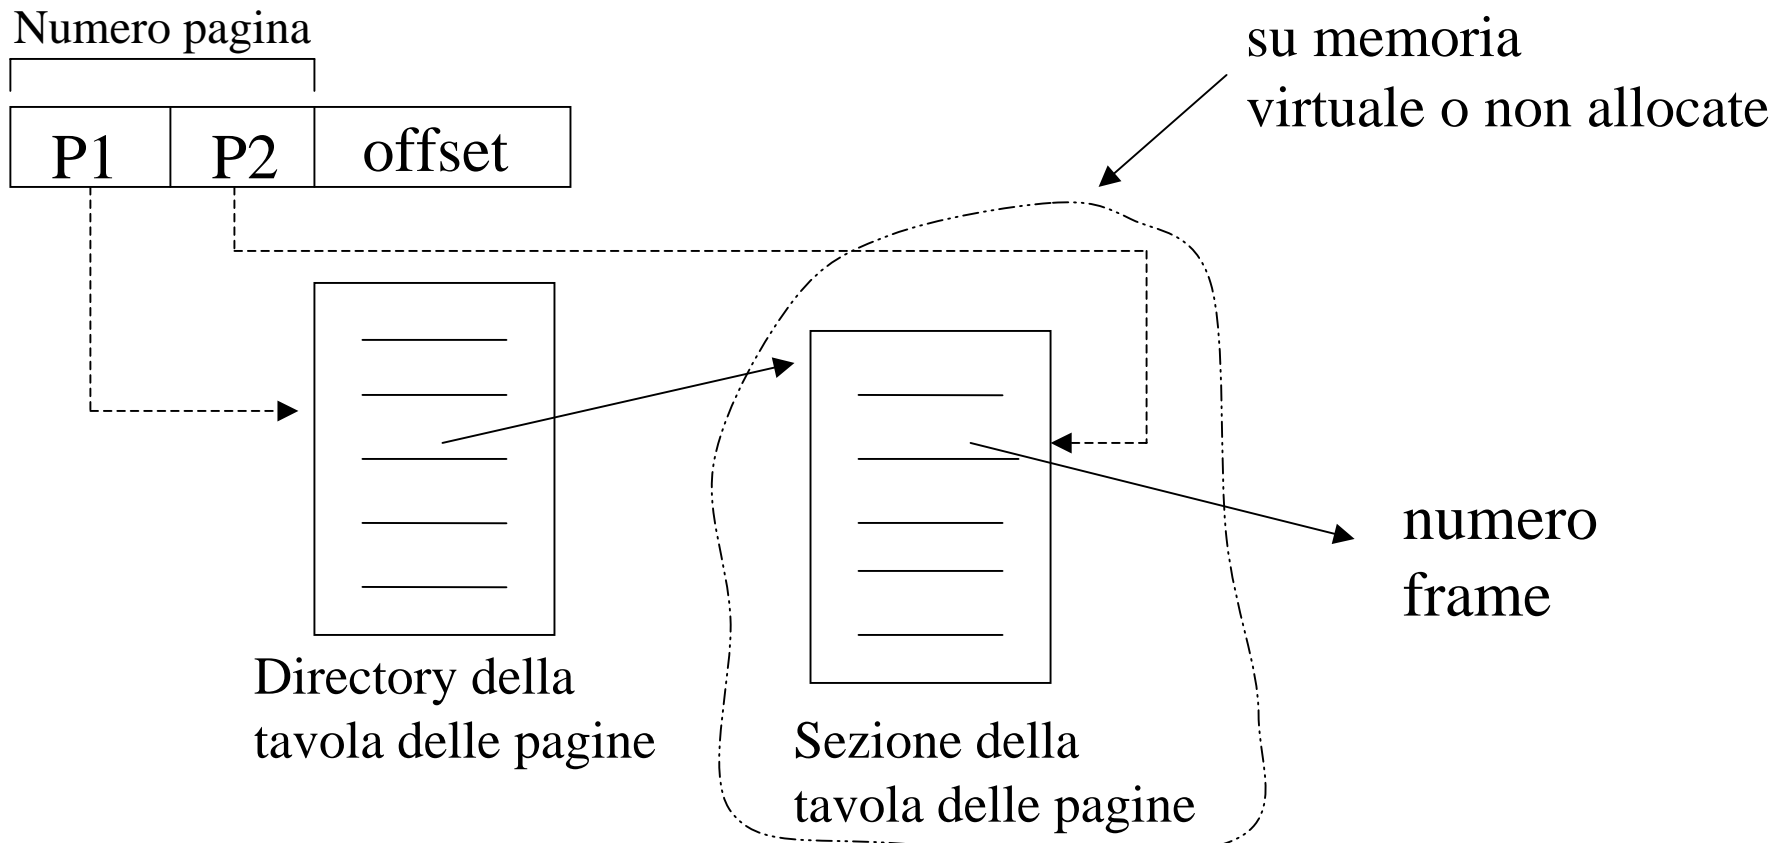 Numero pagina
P1
P2
offset
su memoria
virtuale o non allocate
numero
frame
Directory della
tavola delle pagine
Sezione della
tavola delle pagine